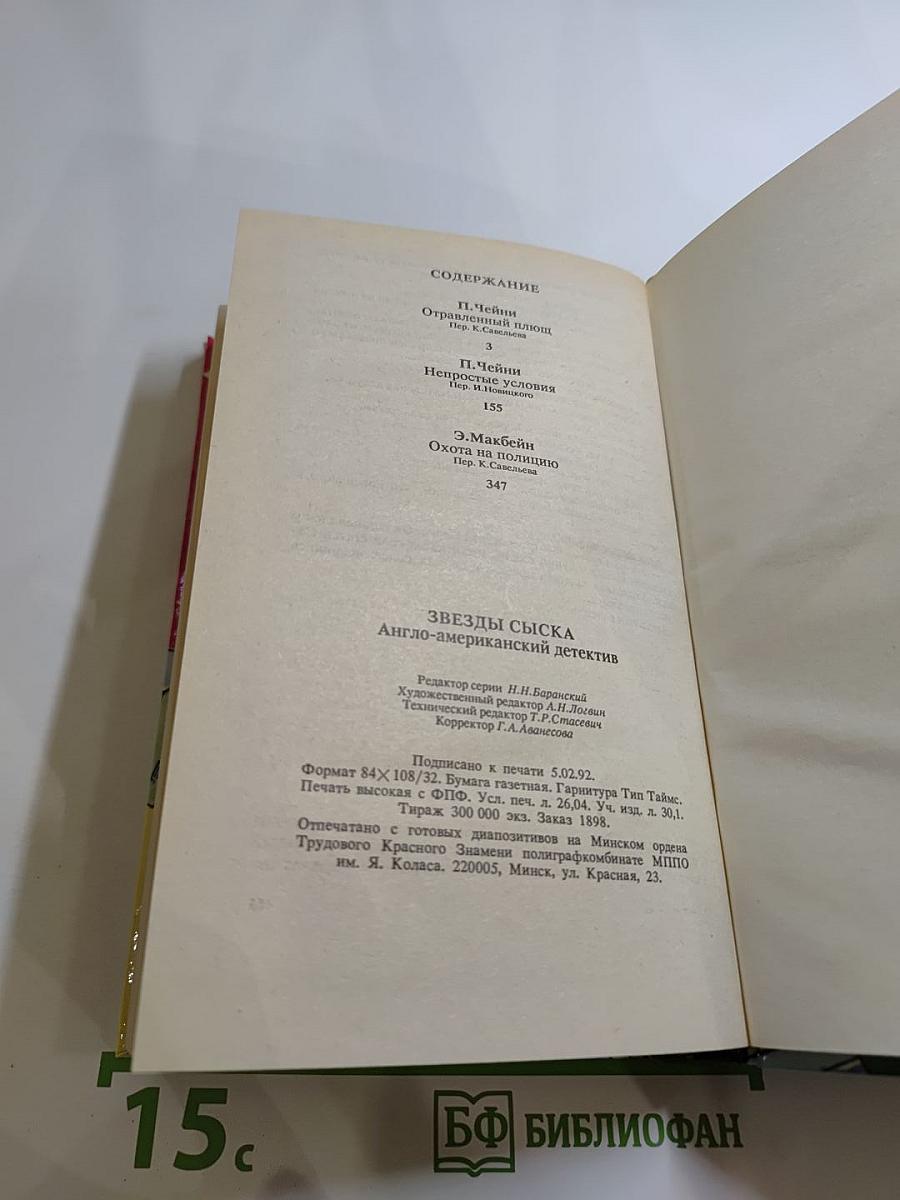 СОДЕРЖАНИЕ
П.Чейни
Отравленный плющ
Пер. К.Савельева
3
П.Чейни
Непростые условия
Пер. И.Новицкого
155
Э.Макбейн
Охота на полицию
Пер. К.Савельева
347
ЗВЕЗДЫ СЫСКА
Англо-американский детектив
Редактор серии Н.Н.Баранский
Художественный редактор А.Н.Логвин
Технический редактор Т.Р.Стасевич
Корректор Г.А.Аванесова
Подписано к печати 5.02.92.
Формат 84×108/32. Бумага газетная. Гарнитура Тип Таймс.
Печать высокая с ФПФ. Усл. печ. л. 26,04. Уч. изд. л. 30,1.
Тираж 300 000 экз. Заказ 1898.
Отпечатано с готовых диапозитивов на Минском ордена
Трудового Красного Знамени полиграфкомбинате МППО
им. Я. Коласа. 220005, Минск, ул. Красная, 23.
15с
БФ БИБЛИОФАН